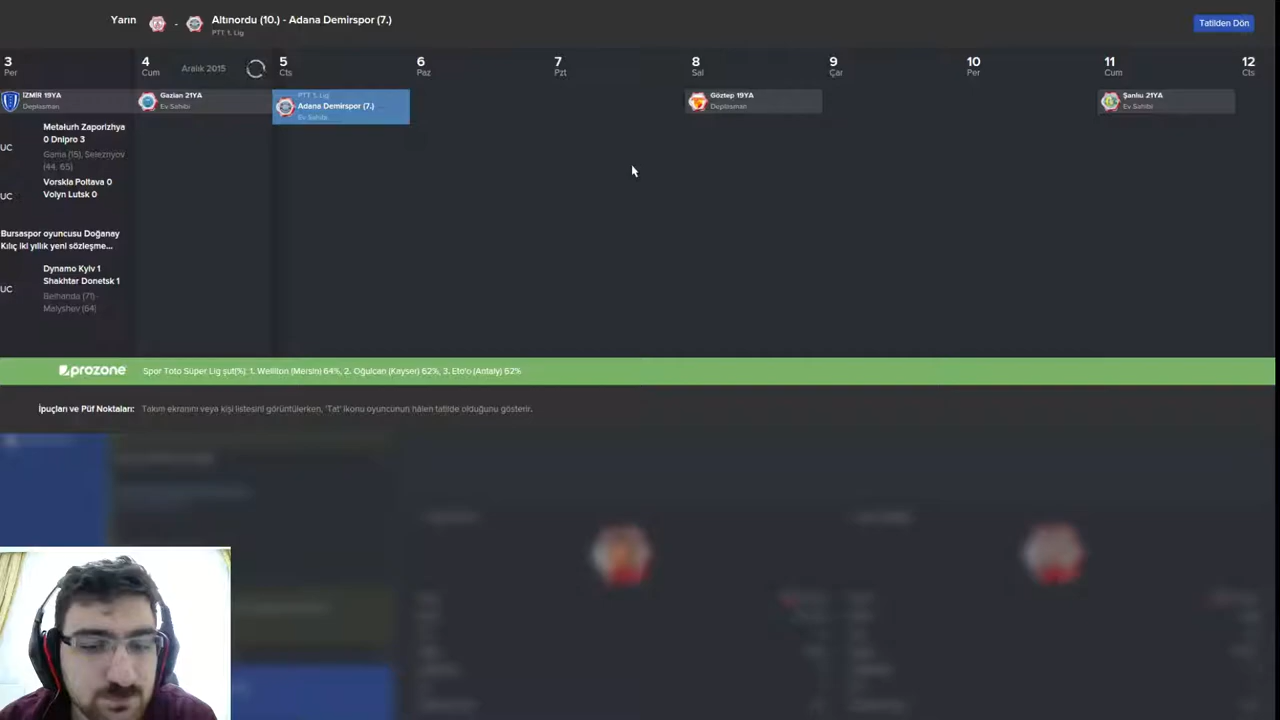 Yarın
Altınordu (10.) - Adana Demirspor (7.)
PTT 1. Lig
Tatilden Dön
3
Per
4
Cum
Aralık 2015
5
Cts
6
Paz
7
Pzt
8
Sal
9
Çar
10
Per
11
Cum
12
Cts
İZMİR 19YA
Deplasman
Gazian 21YA
Ev Sahibi
PTT 1. Lig
Adana Demirspor (7.)
Ev Sahibi
Göztep 19YA
Deplasman
Şanlıu 21YA
Ev Sahibi
UC
Metalurh Zaporizhya
0 Dnipro 3
Gama (15), Seleznyov
(44, 65)
UC
Vorskla Poltava 0
Volyn Lutsk 0
Bursaspor oyuncusu Doğanay
Kılıç iki yıllık yeni sözleşme...
UC
Dynamo Kyiv 1
Shakhtar Donetsk 1
Belhanda (71) -
Malyshev (64)
prozone
Spor Toto Süper Lig şut(%): 1. Welliton (Mersin) 64%, 2. Oğulcan (Kayser) 62%, 3. Eto'o (Antaly) 62%
İpuçları ve Püf Noktaları:
Takım ekranını veya kişi listesini görüntülerken, 'Tat' ikonu oyuncunun hâlen tatilde olduğunu gösterir.